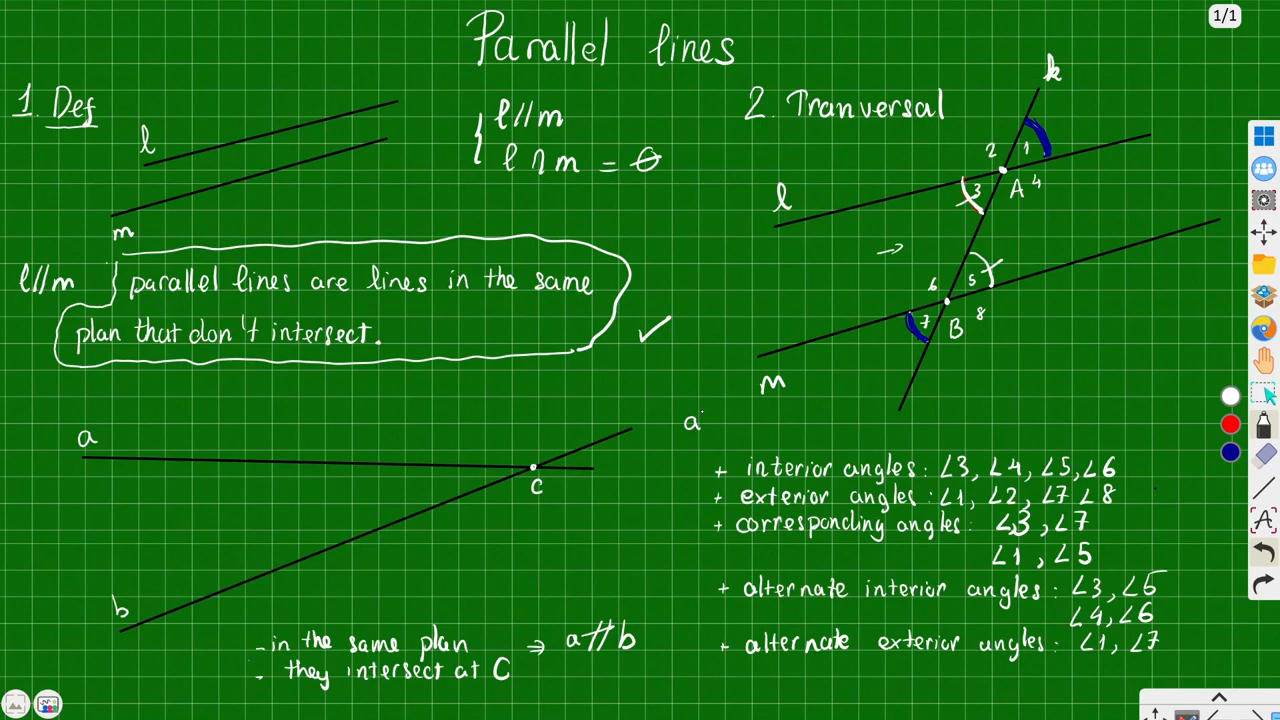 1/1
Parallel lines
1. Def
l
m
l//m
l ∩ m = ∅
l//m parallel lines are lines in the same
plan that don't intersect.
a
C
b
- in the same plan ⇒ a//b
- they intersect at C
2. Tranversal
k
2 1
A 4
3
l
→
6 5
7 B 8
m
a
+ interior angles: ∠3, ∠4, ∠5, ∠6
+ exterior angles: ∠1, ∠2, ∠7 ∠8
+ corresponding angles: ∠3, ∠7
∠1, ∠5
+ alternate interior angles: ∠3, ∠5
∠4, ∠6
+ alternate exterior angles: ∠1, ∠7